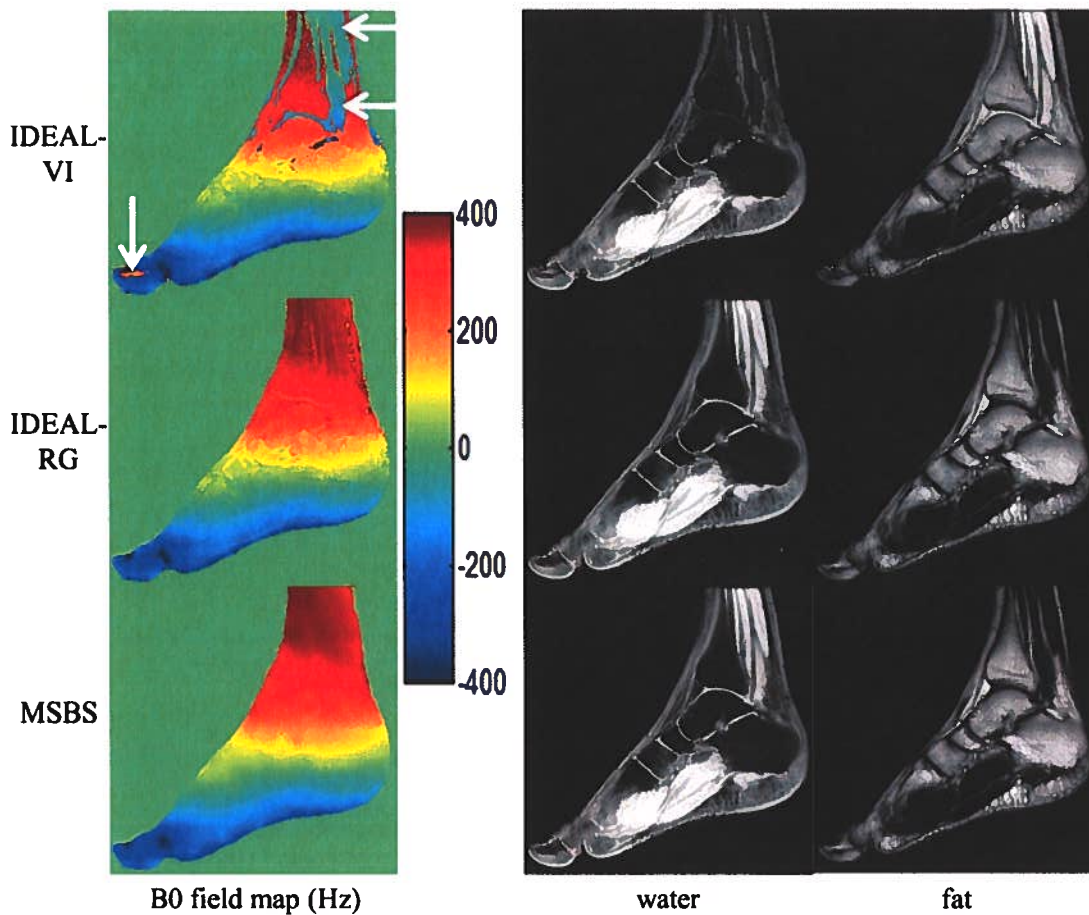 IDEAL-
VI
400
200
0
-200
-400
IDEAL-
RG
MSBS
B0 field map (Hz)
water
fat